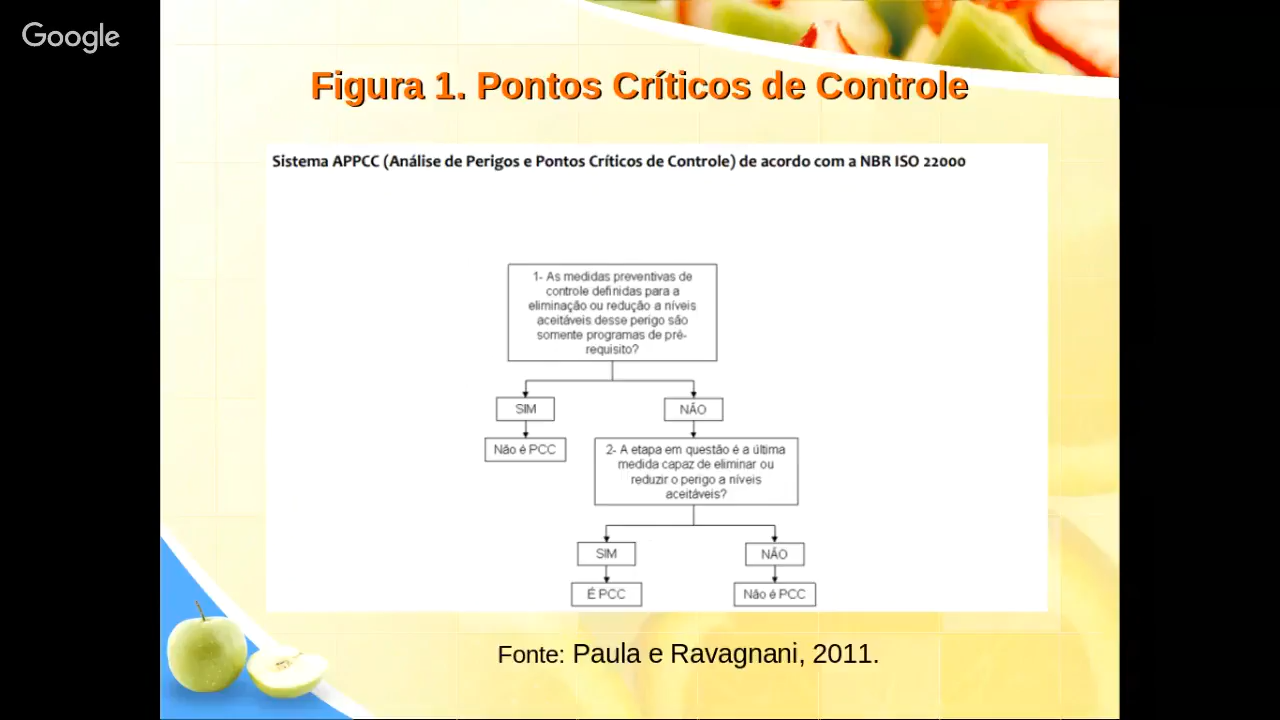 Google
Figura 1. Pontos Críticos de Controle
Sistema APPCC (Análise de Perigos e Pontos Críticos de Controle) de acordo com a NBR ISO 22000
1- As medidas preventivas de
controle definidas para a
eliminação ou redução a níveis
aceitáveis desse perigo são
somente programas de pré-
requisito?
SIM
NÃO
Não é PCC
2- A etapa em questão é a última
medida capaz de eliminar ou
reduzir o perigo a níveis
aceitáveis?
SIM
NÃO
É PCC
Não é PCC
Fonte: Paula e Ravagnani, 2011.